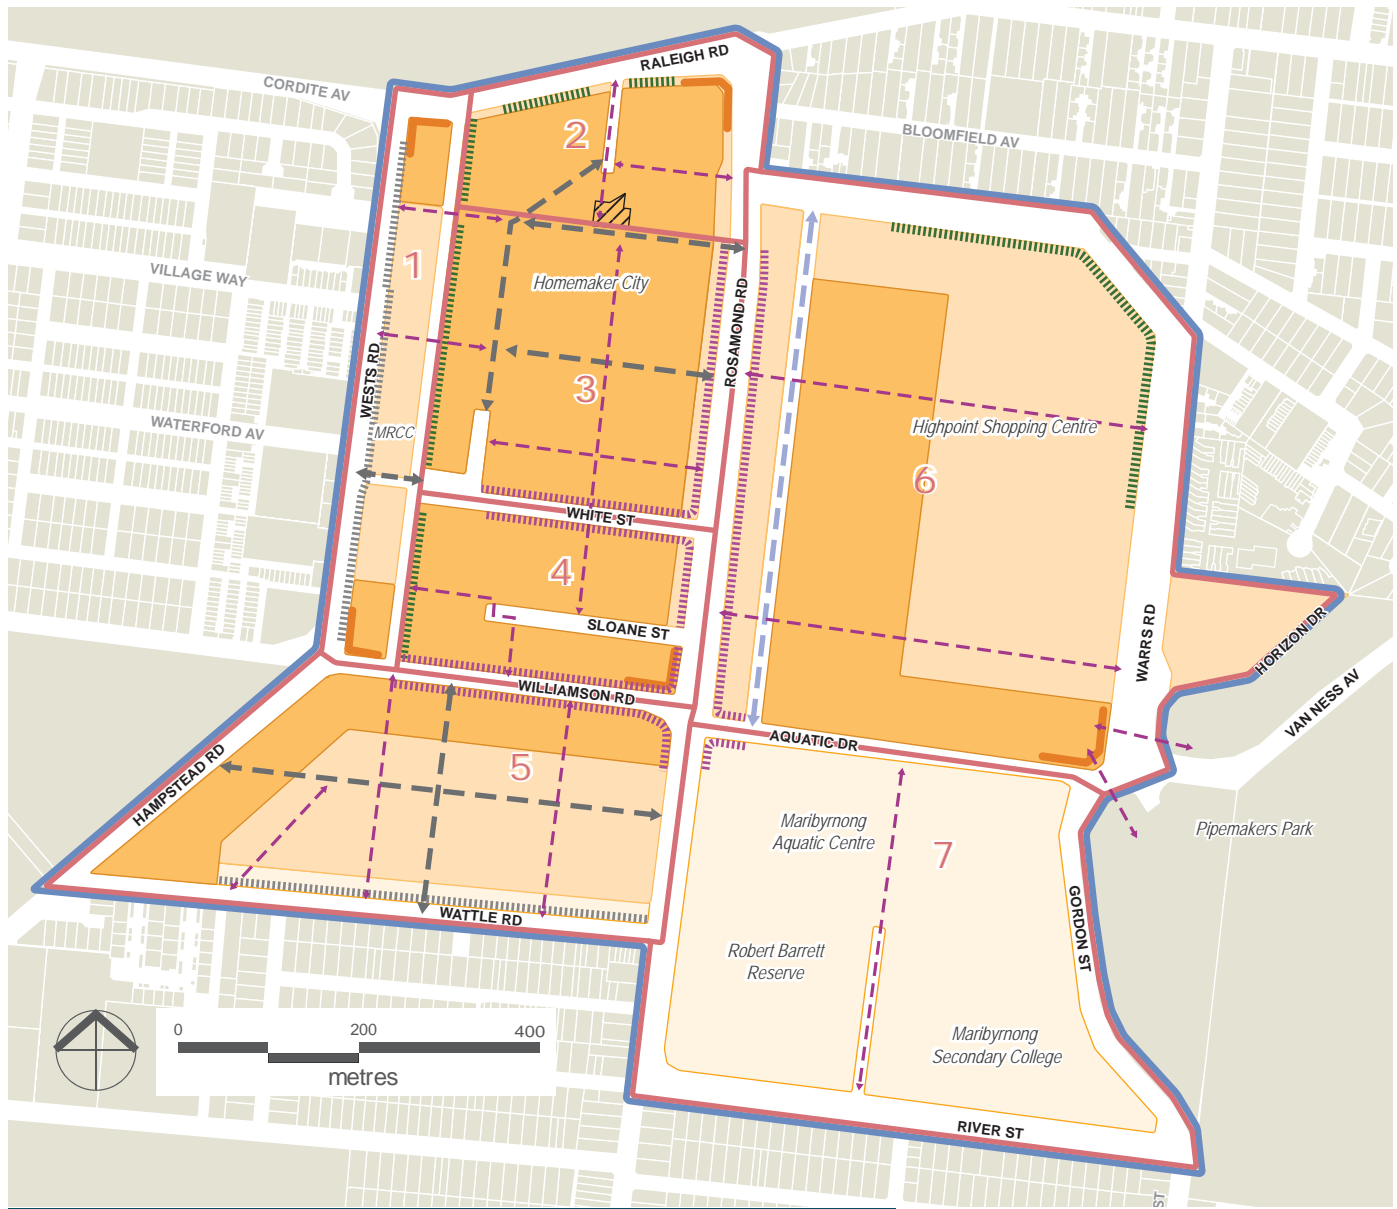 RALEIGH RD
CORDITE AV
BLOOMFIELD AV
2
1
VILLAGE WAY
Homemaker City
ROSAMOND RD
WESTS RD
3
WATERFORD AV
MRCC
Highpoint Shopping Centre
6
WHITE ST
4
SLOANE ST
WARRS RD
HORIZON DR
WILLIAMSON RD
VAN NESS AV
AQUATIC DR
HAMPSTEAD RD
5
Maribyrnong
Aquatic Centre
7
Pipemakers Park
WATTLE RD
GORDON ST
Robert Barrett
Reserve
0 200 400
metres
Maribyrnong
Secondary College
RIVER ST
ST